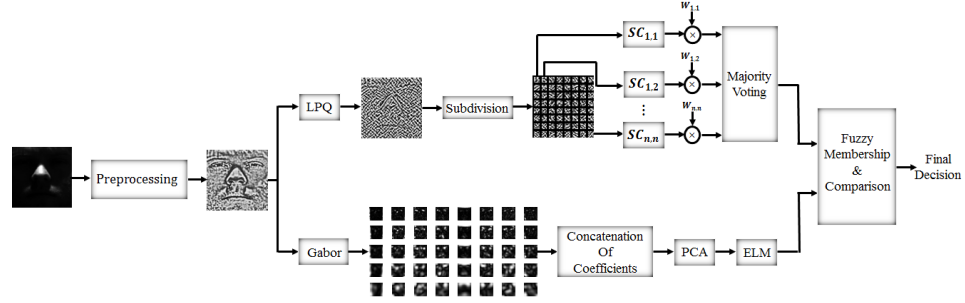 Preprocessing
LPQ
Subdivision
SC1,1
W1,1
SC1,2
W1,2
⋮
SCn,n
Wn,n
×
×
×
Majority
Voting
Gabor
Concatenation
Of
Coefficients
PCA
ELM
Fuzzy
Membership
&
Comparison
Final
Decision